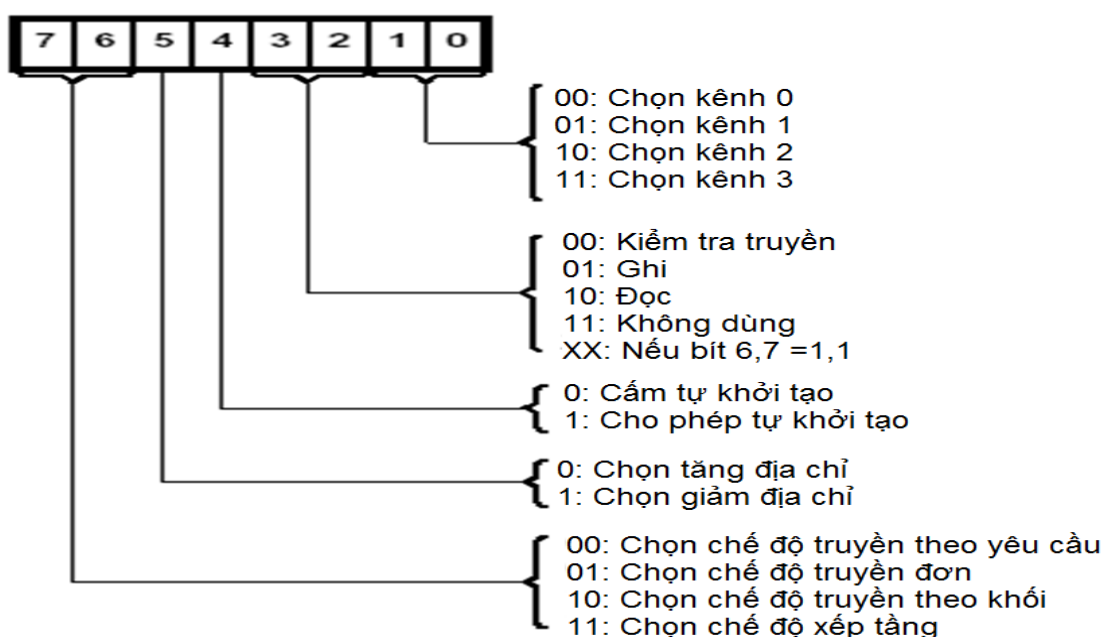 7 6 5 4 3 2 1 0
00: Chọn kênh 0
01: Chọn kênh 1
10: Chọn kênh 2
11: Chọn kênh 3
00: Kiểm tra truyền
01: Ghi
10: Đọc
11: Không dùng
XX: Nếu bít 6,7 =1,1
0: Cấm tự khởi tạo
1: Cho phép tự khởi tạo
0: Chọn tăng địa chỉ
1: Chọn giảm địa chỉ
00: Chọn chế độ truyền theo yêu cầu
01: Chọn chế độ truyền đơn
10: Chọn chế độ truyền theo khối
11: Chọn chế độ xếp tầng